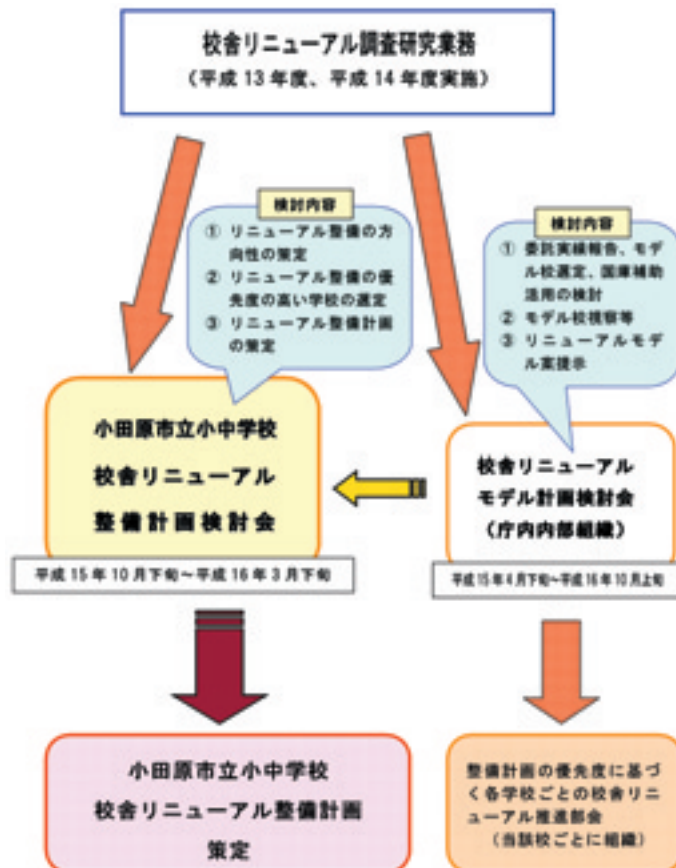 校舎リニューアル調査研究業務
（平成13年度、平成14年度実施）
検討内容
① リニューアル整備の方
向性の策定
② リニューアル整備の優
先度の高い学校の選定
③ リニューアル整備計画
の策定
検討内容
① 委託実績報告、モデ
ル校選定、国庫補助
活用の検討
② モデル校視察等
③ リニューアルモデ
ル案提示
小田原市立小中学校
校舎リニューアル
整備計画検討会
平成15年10月下旬～平成16年3月下旬
校舎リニューアル
モデル計画検討会
（庁内内部組織）
平成15年4月下旬～平成16年10月上旬
小田原市立小中学校
校舎リニューアル整備計画
策定
整備計画の優先度に基づ
く各学校ごとの校舎リニ
ューアル推進部会
（当該校ごとに組織）